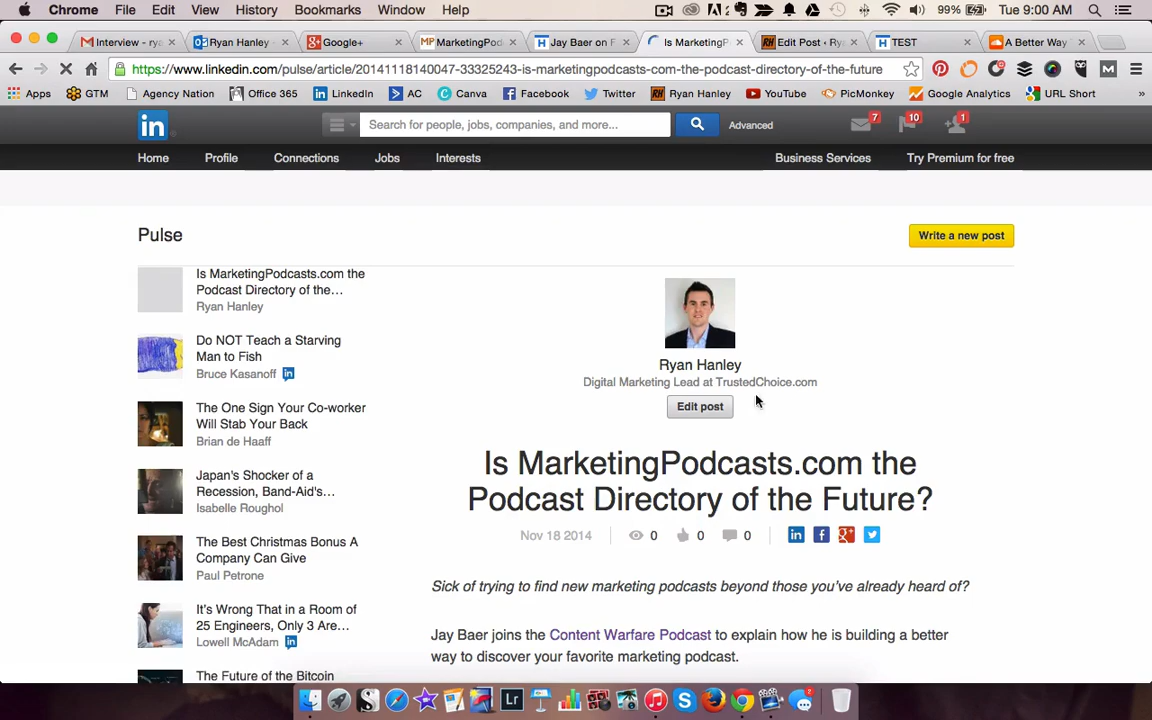 Chrome File Edit View History Bookmarks Window Help 99% Tue 9:00 AM
Interview - rya Ryan Hanley - Google+ MarketingPod Jay Baer on F Is MarketingP Edit Post ‹ Ry TEST A Better Way
https://www.linkedin.com/pulse/article/20141118140047-33325243-is-marketingpodcasts-com-the-podcast-directory-of-the-future
Apps GTM Agency Nation Office 365 LinkedIn AC Canva Facebook Twitter Ryan Hanley YouTube PicMonkey Google Analytics URL Short »
in Search for people, jobs, companies, and more... Advanced 7 10 1
Home Profile Connections Jobs Interests Business Services Try Premium for free
Pulse Write a new post
Is MarketingPodcasts.com the
Podcast Directory of the…
Ryan Hanley
Do NOT Teach a Starving
Man to Fish
Bruce Kasanoff in
The One Sign Your Co-worker
Will Stab Your Back
Brian de Haaff
Japan's Shocker of a
Recession, Band-Aid's…
Isabelle Roughol
The Best Christmas Bonus A
Company Can Give
Paul Petrone
It's Wrong That in a Room of
25 Engineers, Only 3 Are…
Lowell McAdam in
The Future of the Bitcoin
Ryan Hanley
Digital Marketing Lead at TrustedChoice.com
Edit post
Is MarketingPodcasts.com the
Podcast Directory of the Future?
Nov 18 2014 0 0 0
Sick of trying to find new marketing podcasts beyond those you've already heard of?
Jay Baer joins the Content Warfare Podcast to explain how he is building a better
way to discover your favorite marketing podcast.